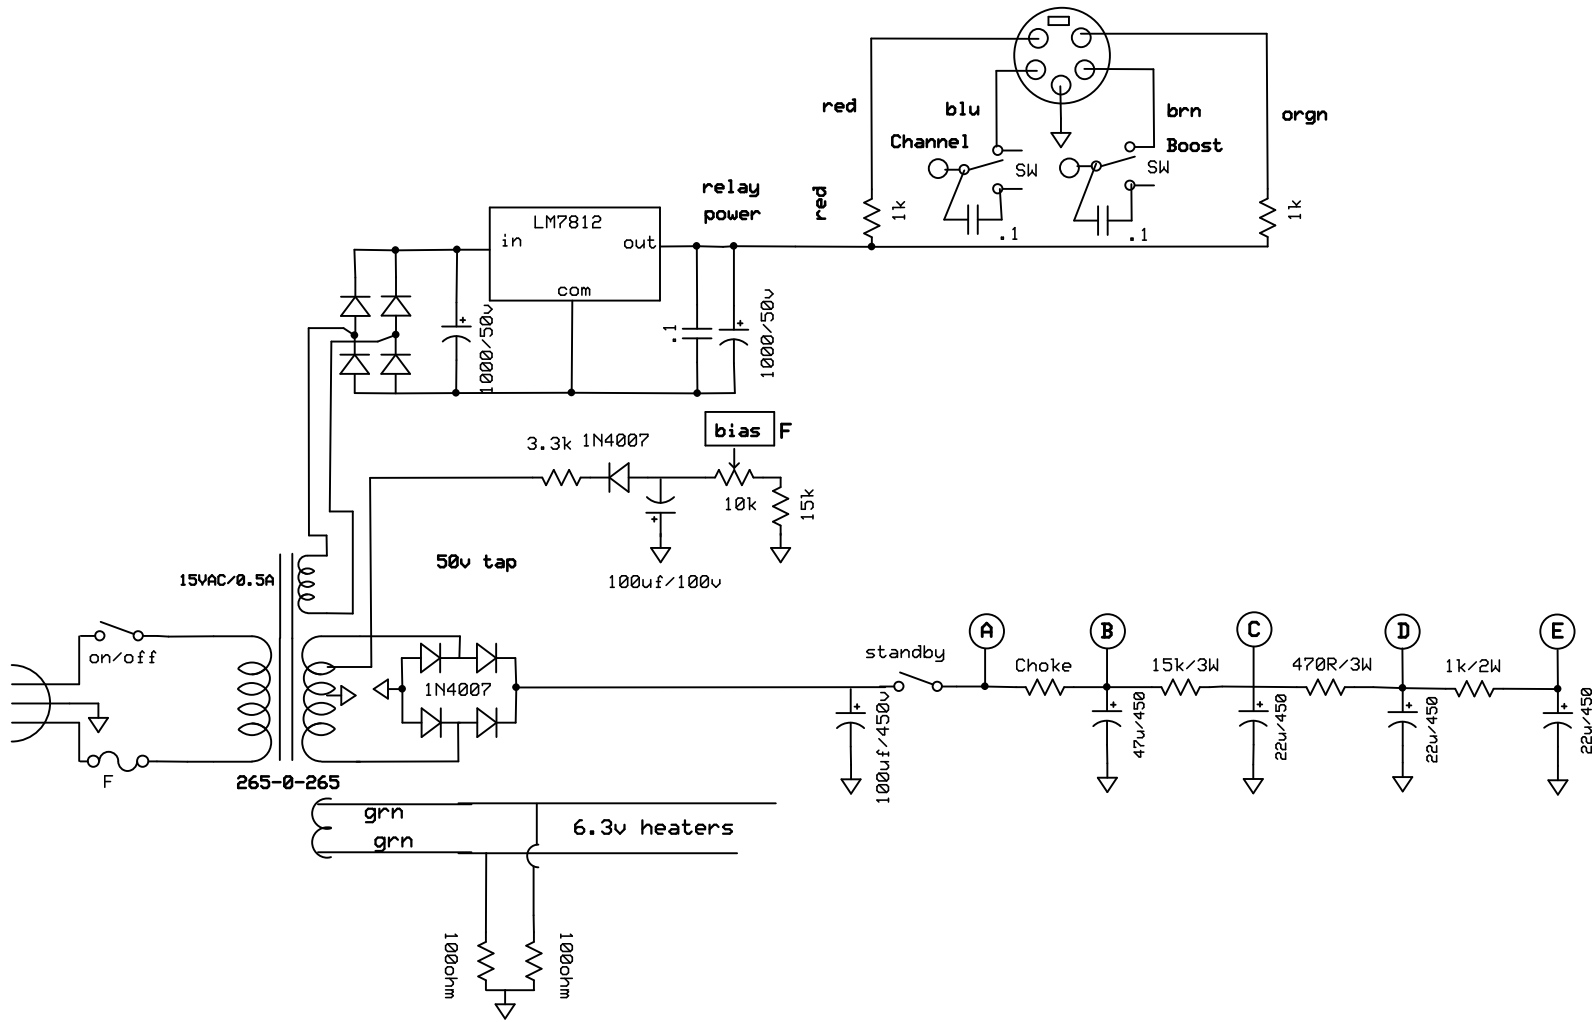 red
blu
brn
orgn
Channel
Boost
SW
SW
relay
power
red
1k
1k
.1
.1
LM7812
in
out
com
1000/50v
.1
1000/50v
bias
F
3.3k
1N4007
10k
15k
50v tap
100uf/100v
15VAC/0.5A
on/off
F
265-0-265
1N4007
standby
100uf/450v
A
B
C
D
E
Choke
15k/3W
470R/3W
1k/2W
47u/450
22u/450
22u/450
22u/450
grn
grn
6.3v heaters
100ohm
100ohm